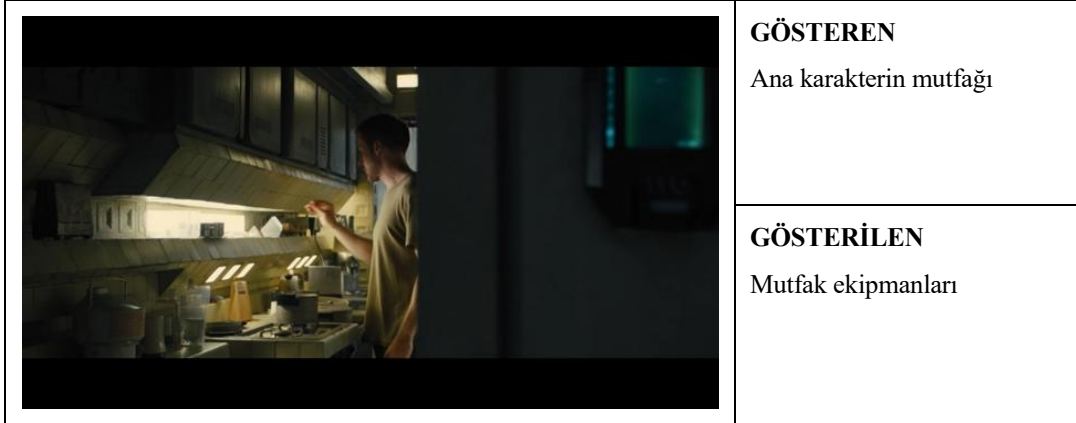 GÖSTEREN
Ana karakterin mutfağı
GÖSTERİLEN
Mutfak ekipmanları